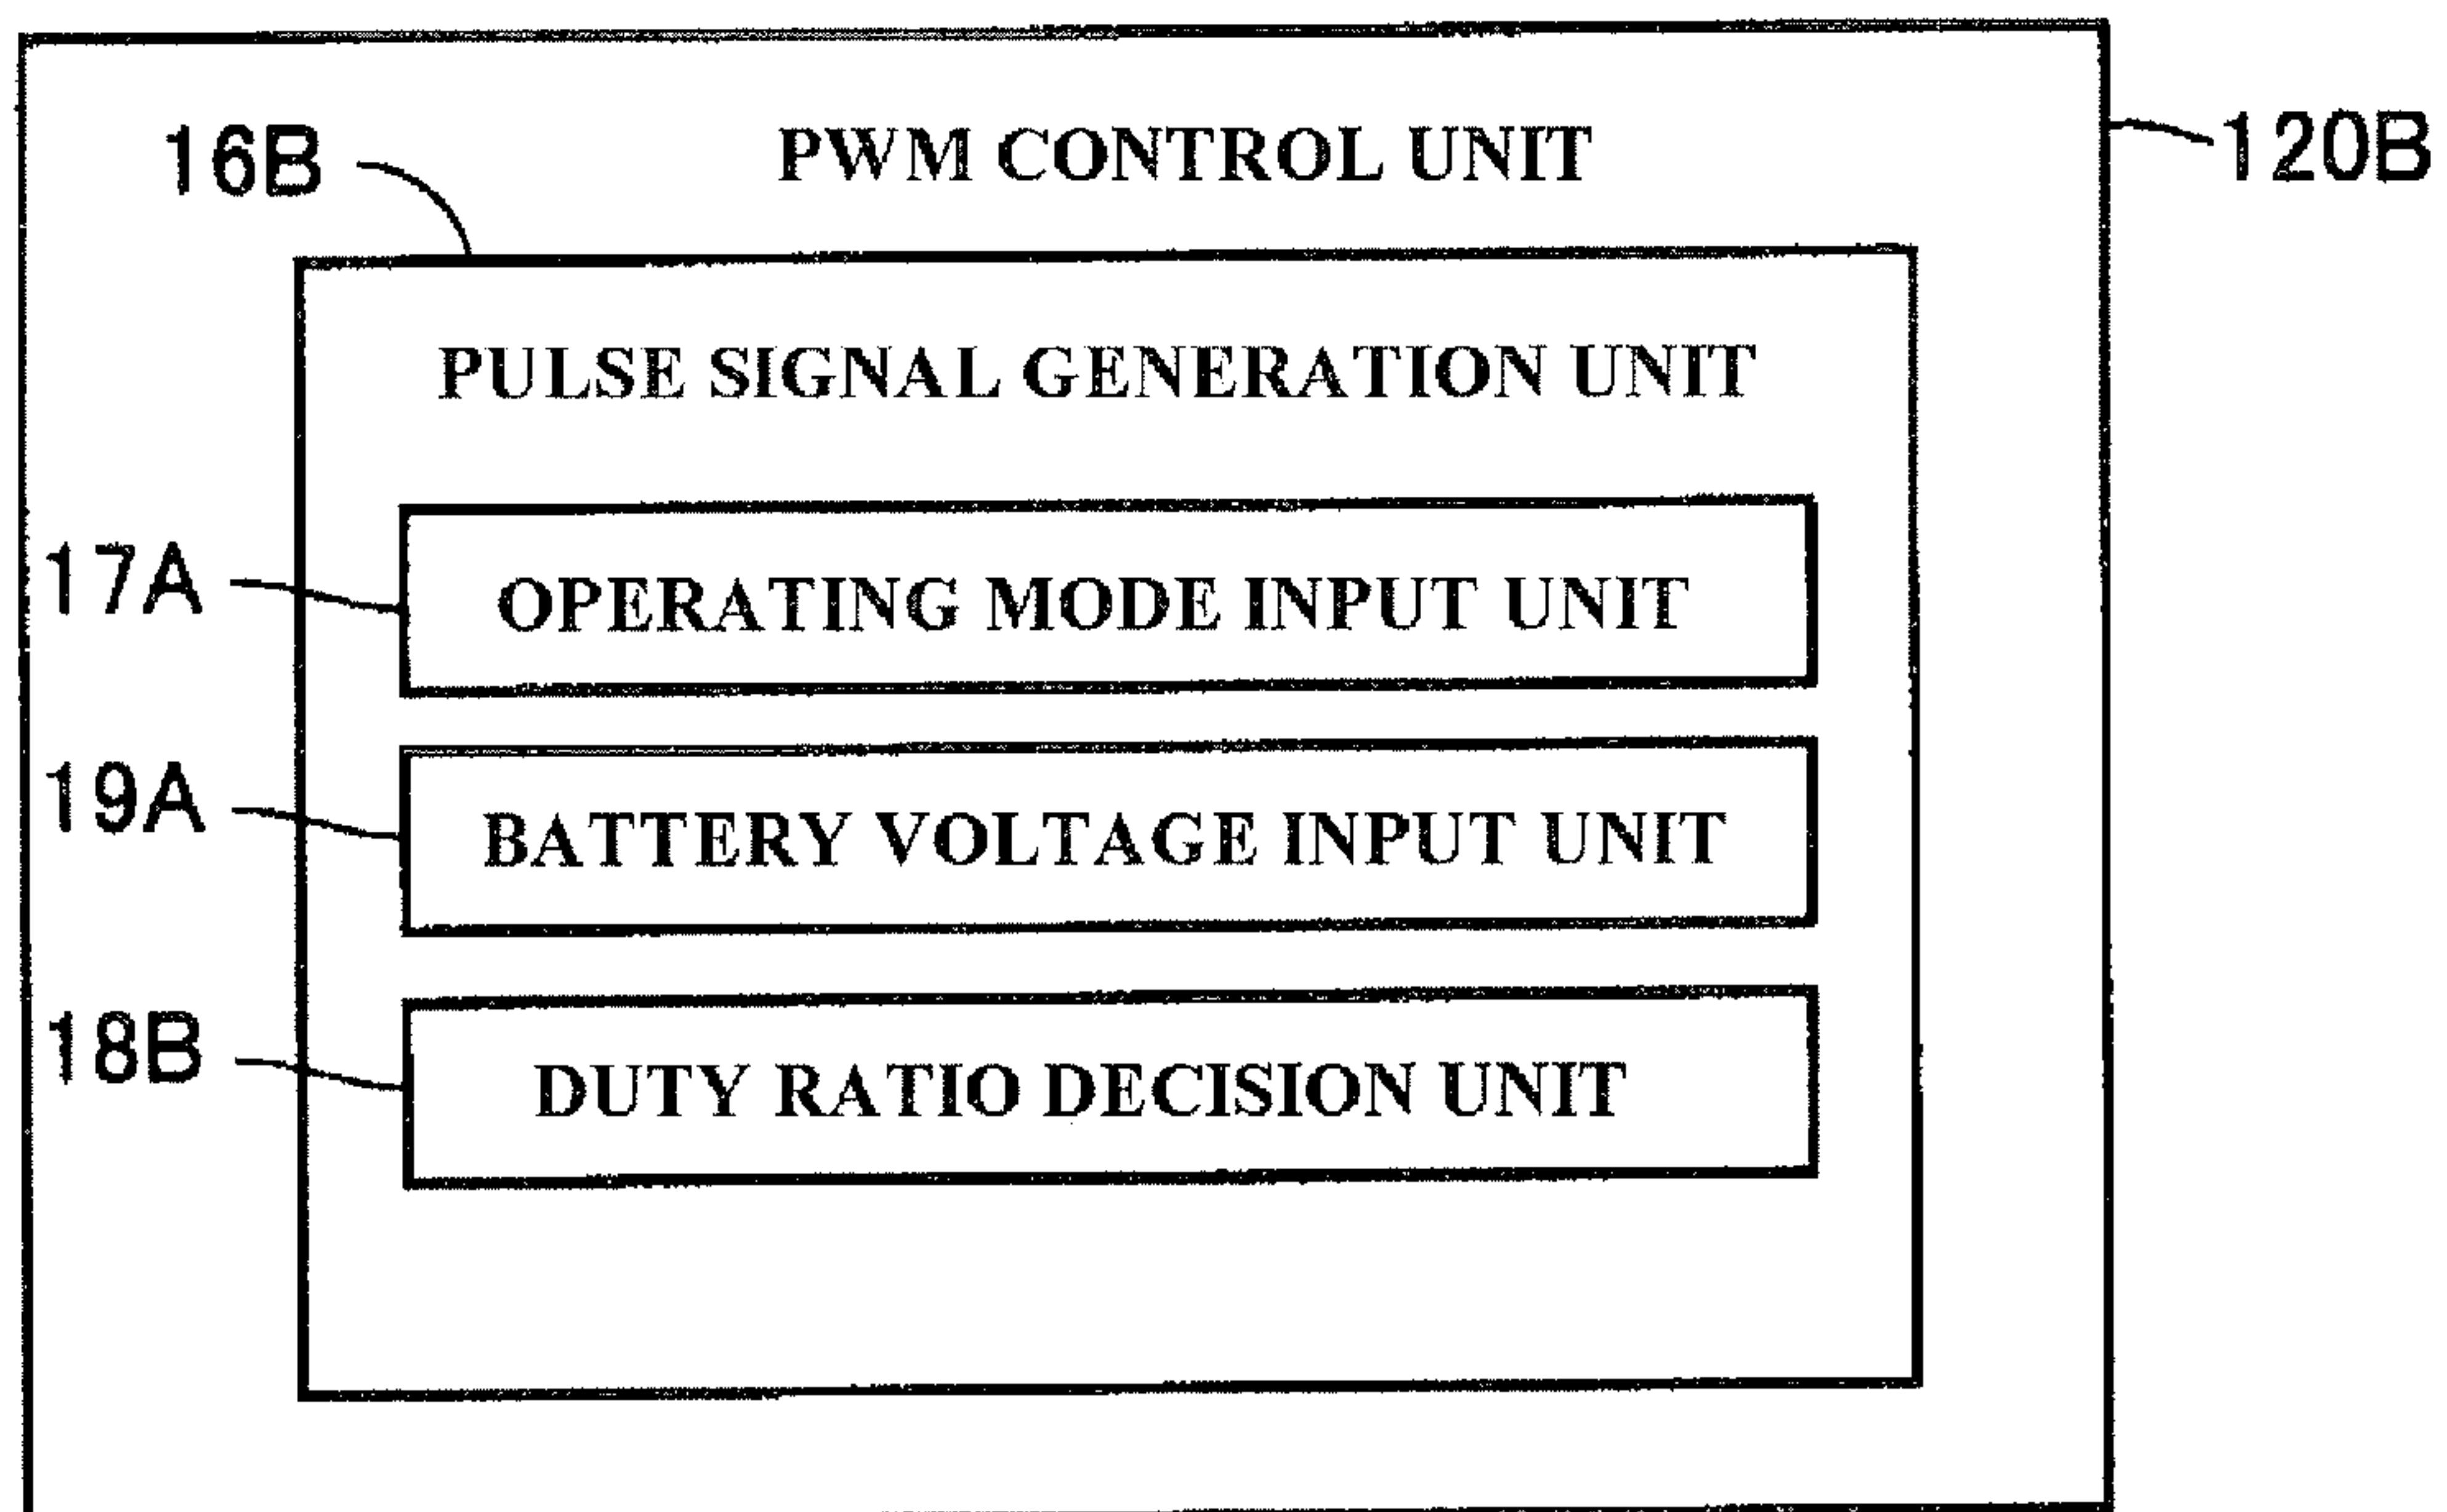 PWM CONTROL UNIT
120B
16B
PULSE SIGNAL GENERATION UNIT
17A
OPERATING MODE INPUT UNIT
19A
BATTERY VOLTAGE INPUT UNIT
18B
DUTY RATIO DECISION UNIT